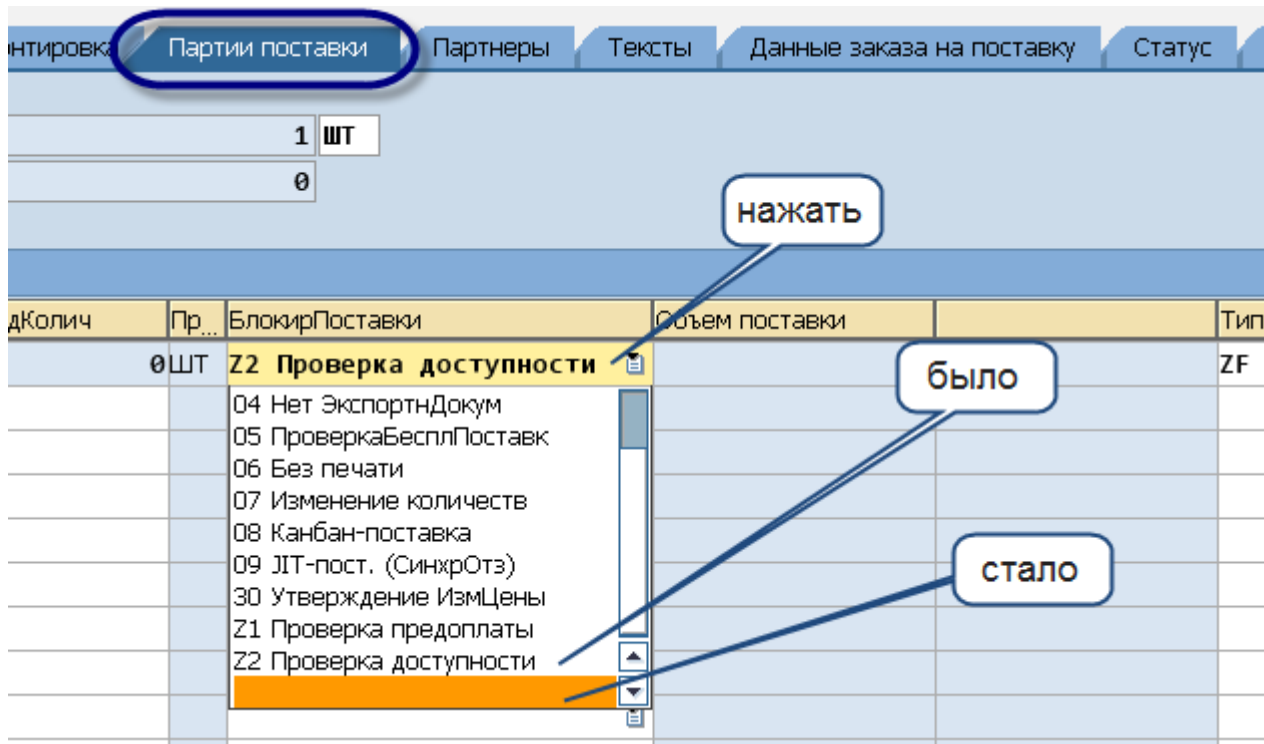 онтировка Партии поставки Партнеры Тексты Данные заказа на поставку Статус
1 ШТ
0
нажать
дКолич Пр... БлокирПоставки Объем поставки Тип
0 ШТ Z2 Проверка доступности ZF
было
04 Нет ЭкспортнДокум
05 ПроверкаБесплПоставк
06 Без печати
07 Изменение количеств
08 Канбан-поставка
09 JIT-пост. (СинхрОтз)
стало
30 Утверждение ИзмЦены
Z1 Проверка предоплаты
Z2 Проверка доступности